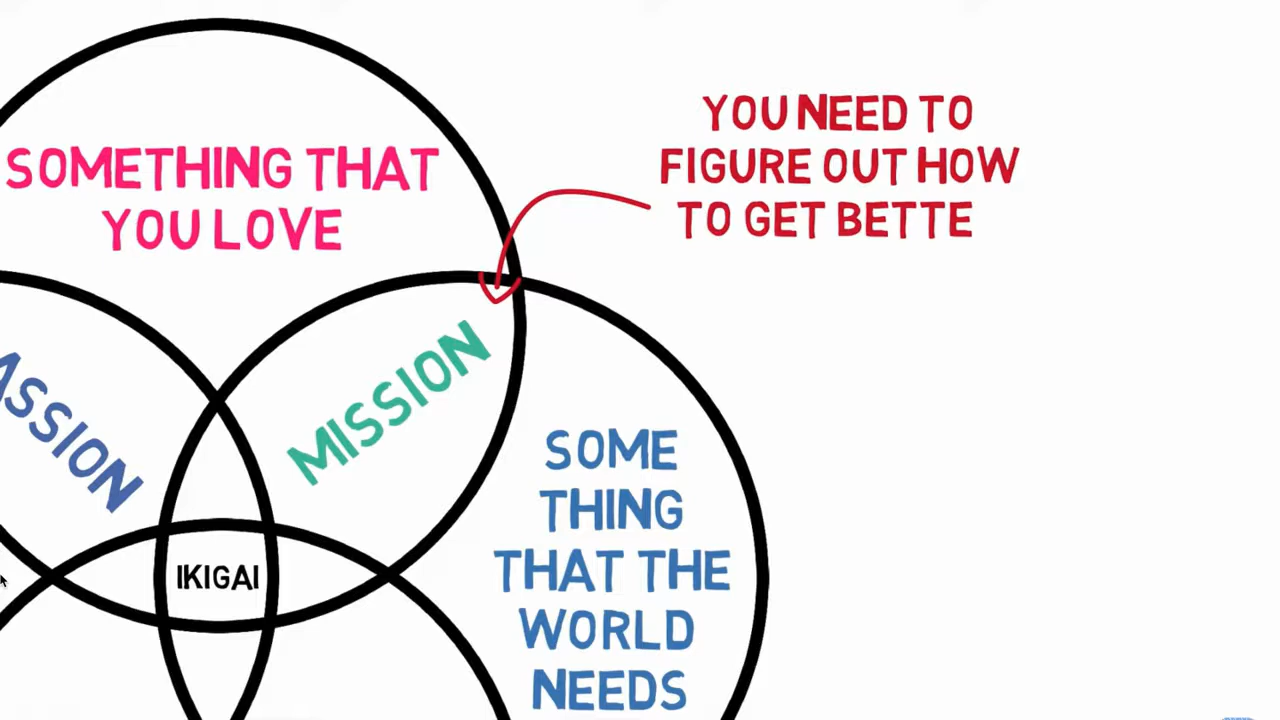 SOMETHING THAT
YOU LOVE
YOU NEED TO
FIGURE OUT HOW
TO GET BETTE
ASSION
MISSION
IKIGAI
SOME
THING
THAT THE
WORLD
NEEDS